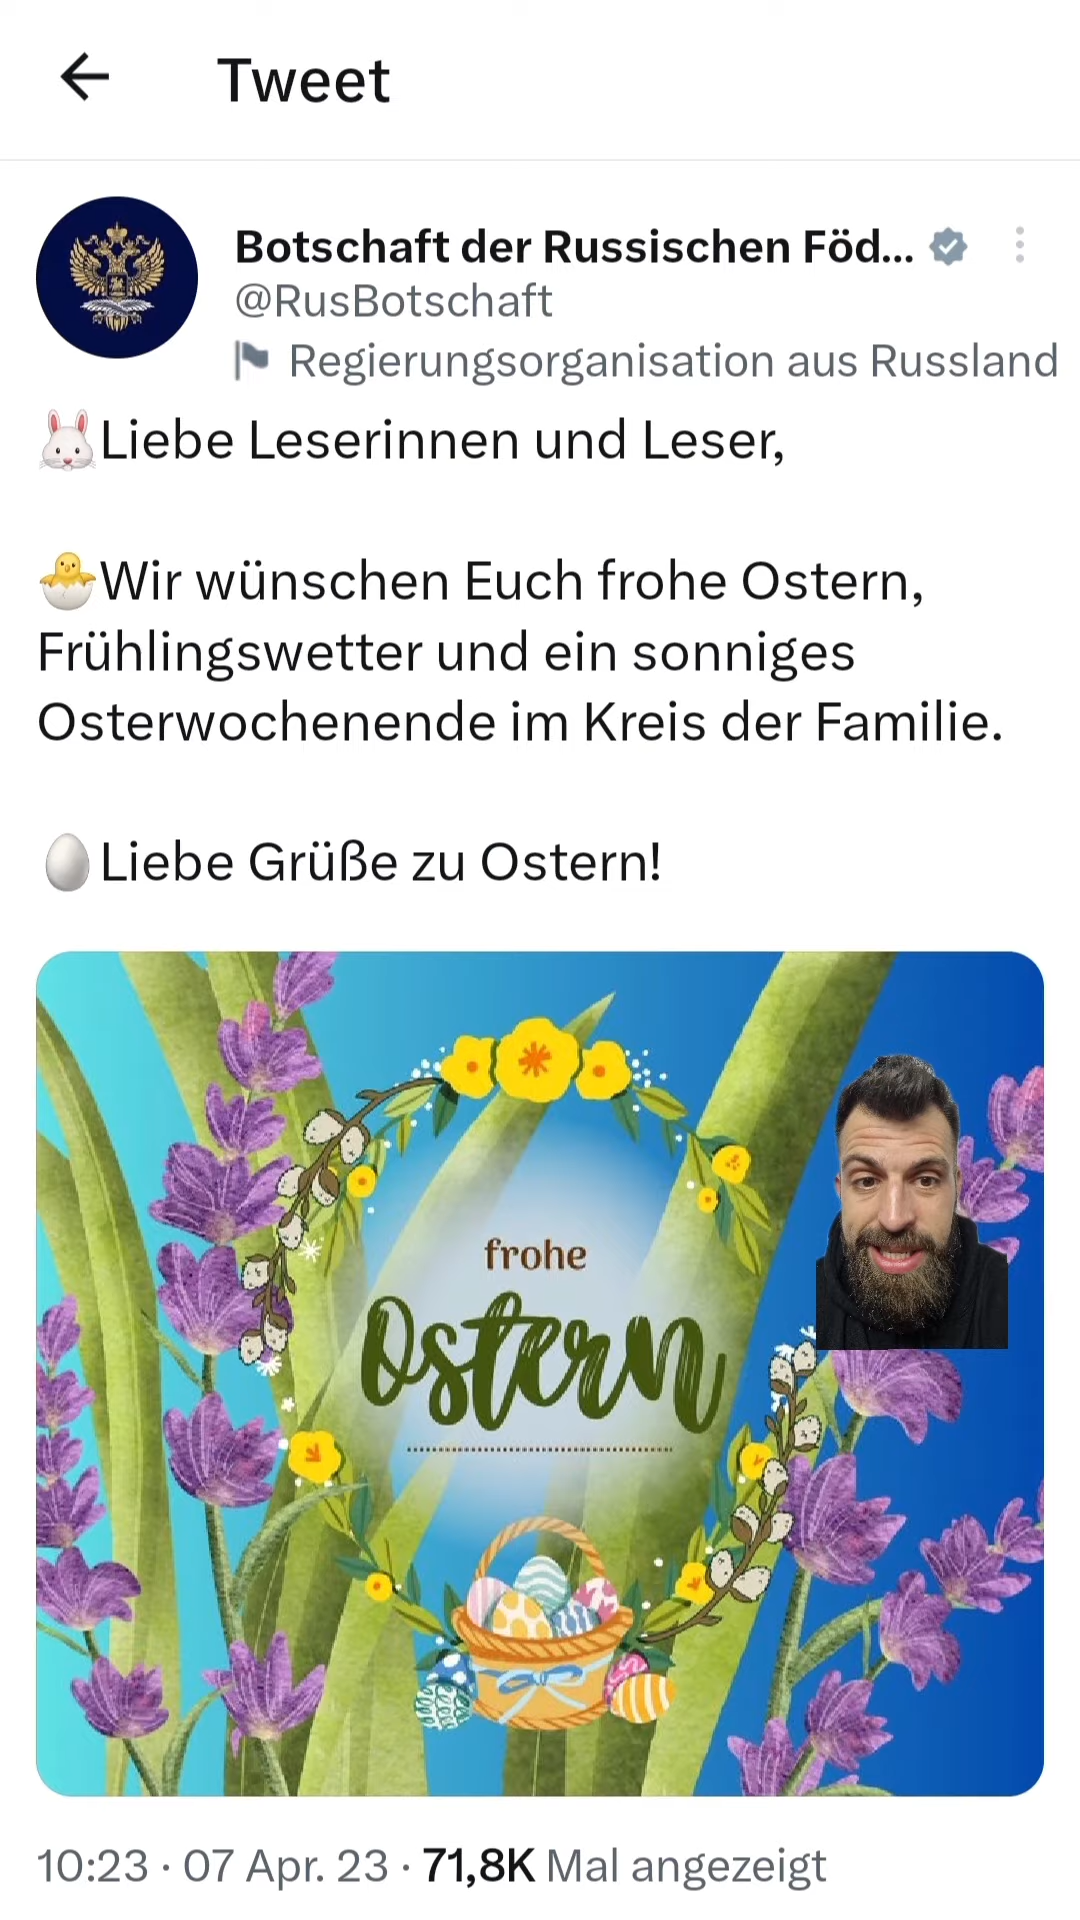 Tweet
Botschaft der Russischen Föd...
@RusBotschaft
Regierungsorganisation aus Russland
🐰Liebe Leserinnen und Leser,
🐣Wir wünschen Euch frohe Ostern,
Frühlingswetter und ein sonniges
Osterwochenende im Kreis der Familie.
🥚Liebe Grüße zu Ostern!
frohe
Ostern
10:23 · 07 Apr. 23 · 71,8K Mal angezeigt